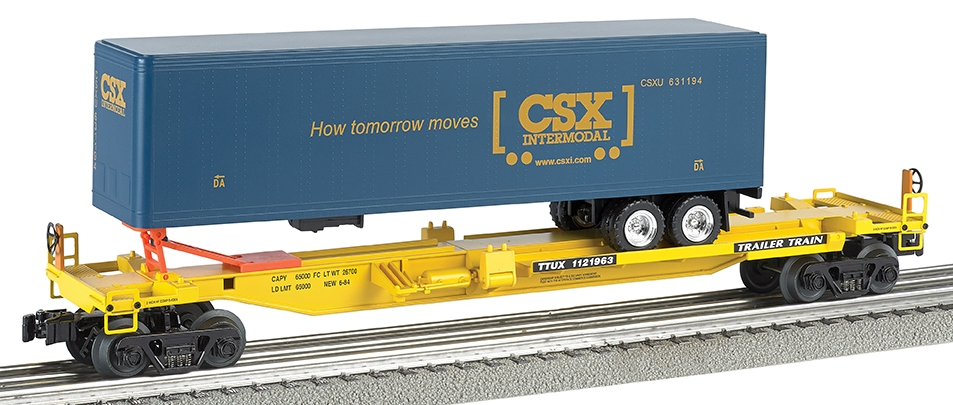 CSX
INTERMODAL
How tomorrow moves
CSX
INTERMODAL
www.csxi.com
CSXU 631194
DA
DA
CAPY 65000 FC LT WT 26700
LD LMT 65000 NEW 6-84
TTUX 1121963
TRAILER TRAIN